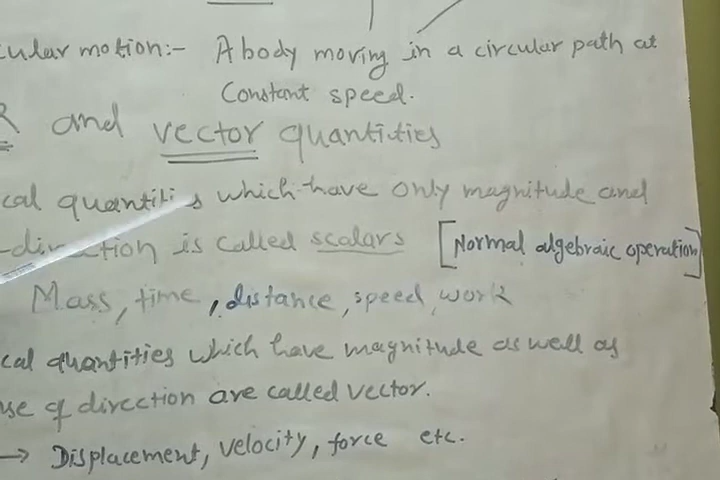 cular motion:- A body moving in a circular path at
Constant speed.
R and vector quantities
cal quantities which have only magnitude and
direction is called scalars [Normal algebraic operation]
Mass, time, distance, speed, work
cal quantities which have magnitude as well as
use of direction are called vector.
→ Displacement, velocity, force etc.